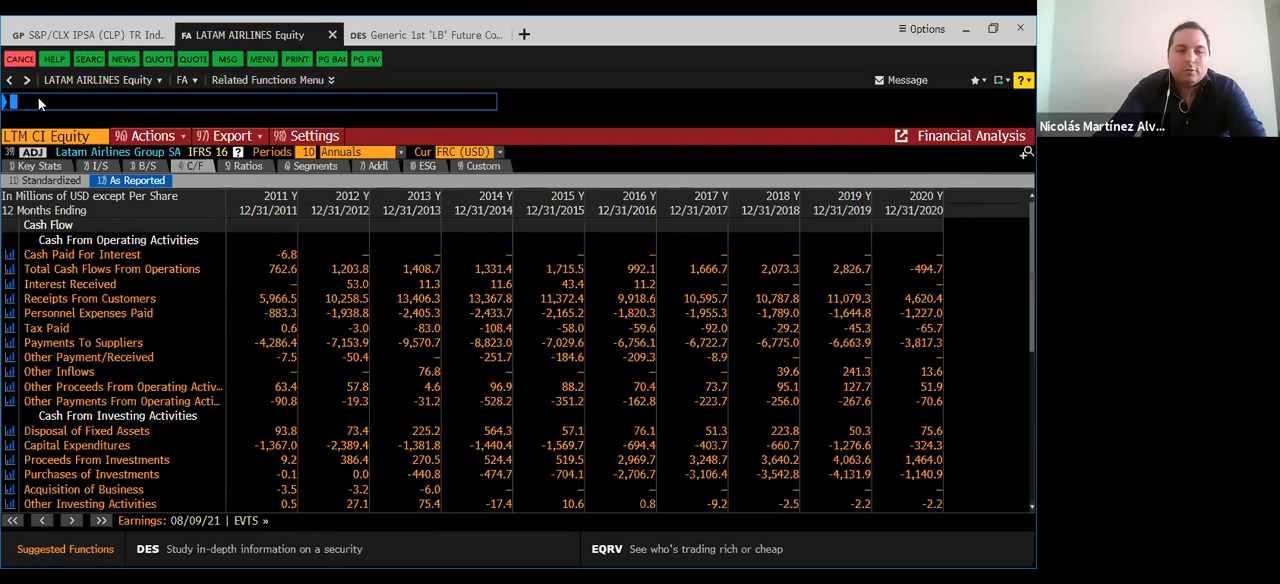 GP S&P/CLX IPSA (CLP) TR Ind... FA LATAM AIRLINES Equity DES Generic 1st 'LB' Future Co... Options
CANCE HELP SEARC NEWS QUOTE QUOTE MSG MENU PRINT PG BAC PG FW
LATAM AIRLINES Equity FA Related Functions Menu Message ?
Nicolás Martínez Alv...
LTM CI Equity 96) Actions 97) Export 98) Settings Financial Analysis
39) ADJ Latam Airlines Group SA IFRS 16 ? Periods 10 Annuals Cur FRC (USD)
1) Key Stats 2) I/S 3) B/S 4) C/F 5) Ratios 6) Segments 7) Addl 8) ESG 9) Custom
11) Standardized 12) As Reported
In Millions of USD except Per Share 2011 Y 2012 Y 2013 Y 2014 Y 2015 Y 2016 Y 2017 Y 2018 Y 2019 Y 2020 Y
12 Months Ending 12/31/2011 12/31/2012 12/31/2013 12/31/2014 12/31/2015 12/31/2016 12/31/2017 12/31/2018 12/31/2019 12/31/2020
Cash Flow
Cash From Operating Activities
Cash Paid For Interest -6.8 – – – – – – – – –
Total Cash Flows From Operations 762.6 1,203.8 1,408.7 1,331.4 1,715.5 992.1 1,666.7 2,073.3 2,826.7 -494.7
Interest Received – 53.0 11.3 11.6 43.4 11.2 – – – –
Receipts From Customers 5,966.5 10,258.5 13,406.3 13,367.8 11,372.4 9,918.6 10,595.7 10,787.8 11,079.3 4,620.4
Personnel Expenses Paid -883.3 -1,938.8 -2,405.3 -2,433.7 -2,165.2 -1,820.3 -1,955.3 -1,789.0 -1,644.8 -1,227.0
Tax Paid 0.6 -3.0 -83.0 -108.4 -58.0 -59.6 -92.0 -29.2 -45.3 -65.7
Payments To Suppliers -4,286.4 -7,153.9 -9,570.7 -8,823.0 -7,029.6 -6,756.1 -6,722.7 -6,775.0 -6,663.9 -3,817.3
Other Payment/Received -7.5 -50.4 – -251.7 -184.6 -209.3 -8.9 – – –
Other Inflows – – 76.8 – – – – 39.6 241.3 13.6
Other Proceeds From Operating Activ... 63.4 57.8 4.6 96.9 88.2 70.4 73.7 95.1 127.7 51.9
Other Payments From Operating Acti... -90.8 -19.3 -31.2 -528.2 -351.2 -162.8 -223.7 -256.0 -267.6 -70.6
Cash From Investing Activities
Disposal of Fixed Assets 93.8 73.4 225.2 564.3 57.1 76.1 51.3 223.8 50.3 75.6
Capital Expenditures -1,367.0 -2,389.4 -1,381.8 -1,440.4 -1,569.7 -694.4 -403.7 -660.7 -1,276.6 -324.3
Proceeds From Investments 9.2 386.4 270.5 524.4 519.5 2,969.7 3,248.7 3,640.2 4,063.6 1,464.0
Purchases of Investments -0.1 0.0 -440.8 -474.7 -704.1 -2,706.7 -3,106.4 -3,542.8 -4,131.9 -1,140.9
Acquisition of Business -3.5 -3.2 -6.0 – – – – – – –
Other Investing Activities 0.5 27.1 75.4 -17.4 10.6 0.8 -9.2 -2.5 -2.2 -2.2
Earnings: 08/09/21 | EVTS »
Suggested Functions DES Study in-depth information on a security EQRV See who's trading rich or cheap